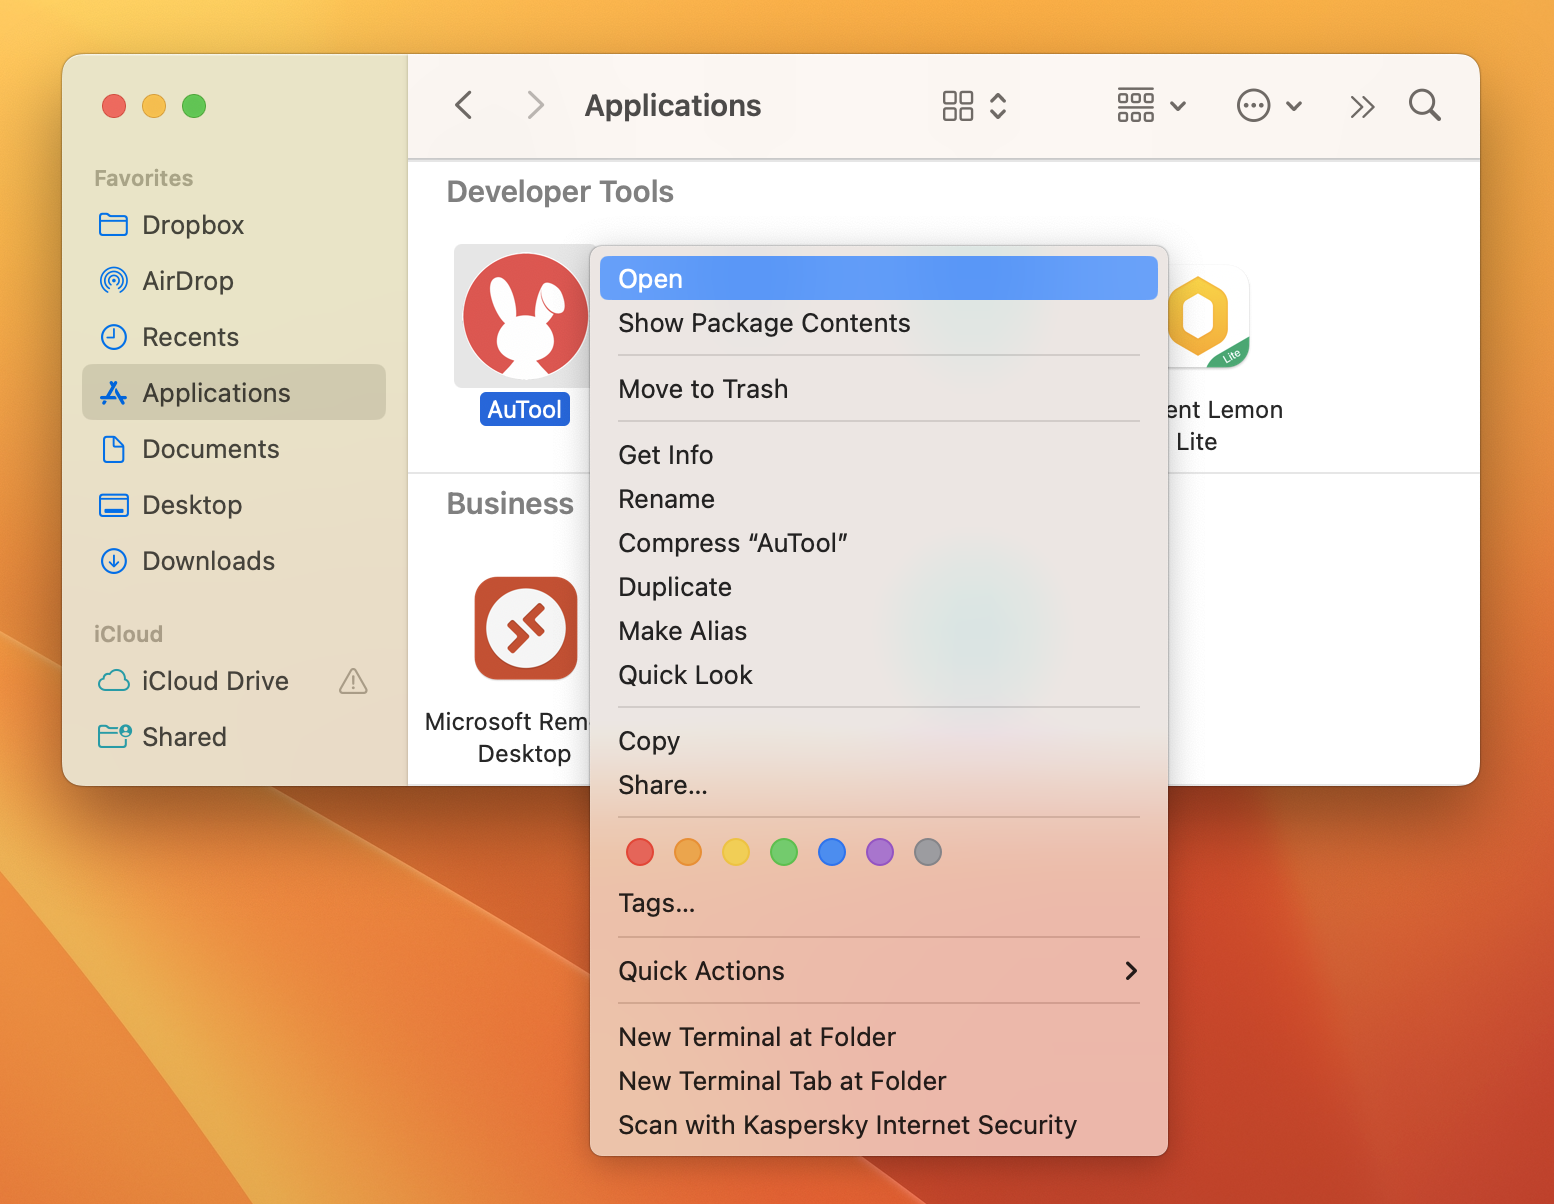 Applications
Favorites
Dropbox
AirDrop
Recents
Applications
Documents
Desktop
Downloads
iCloud
iCloud Drive
Shared
Developer Tools
AuTool
Lite
ent Lemon
Lite
Business
Microsoft Rem
Desktop
Open
Show Package Contents
Move to Trash
Get Info
Rename
Compress “AuTool”
Duplicate
Make Alias
Quick Look
Copy
Share...
Tags...
Quick Actions
New Terminal at Folder
New Terminal Tab at Folder
Scan with Kaspersky Internet Security